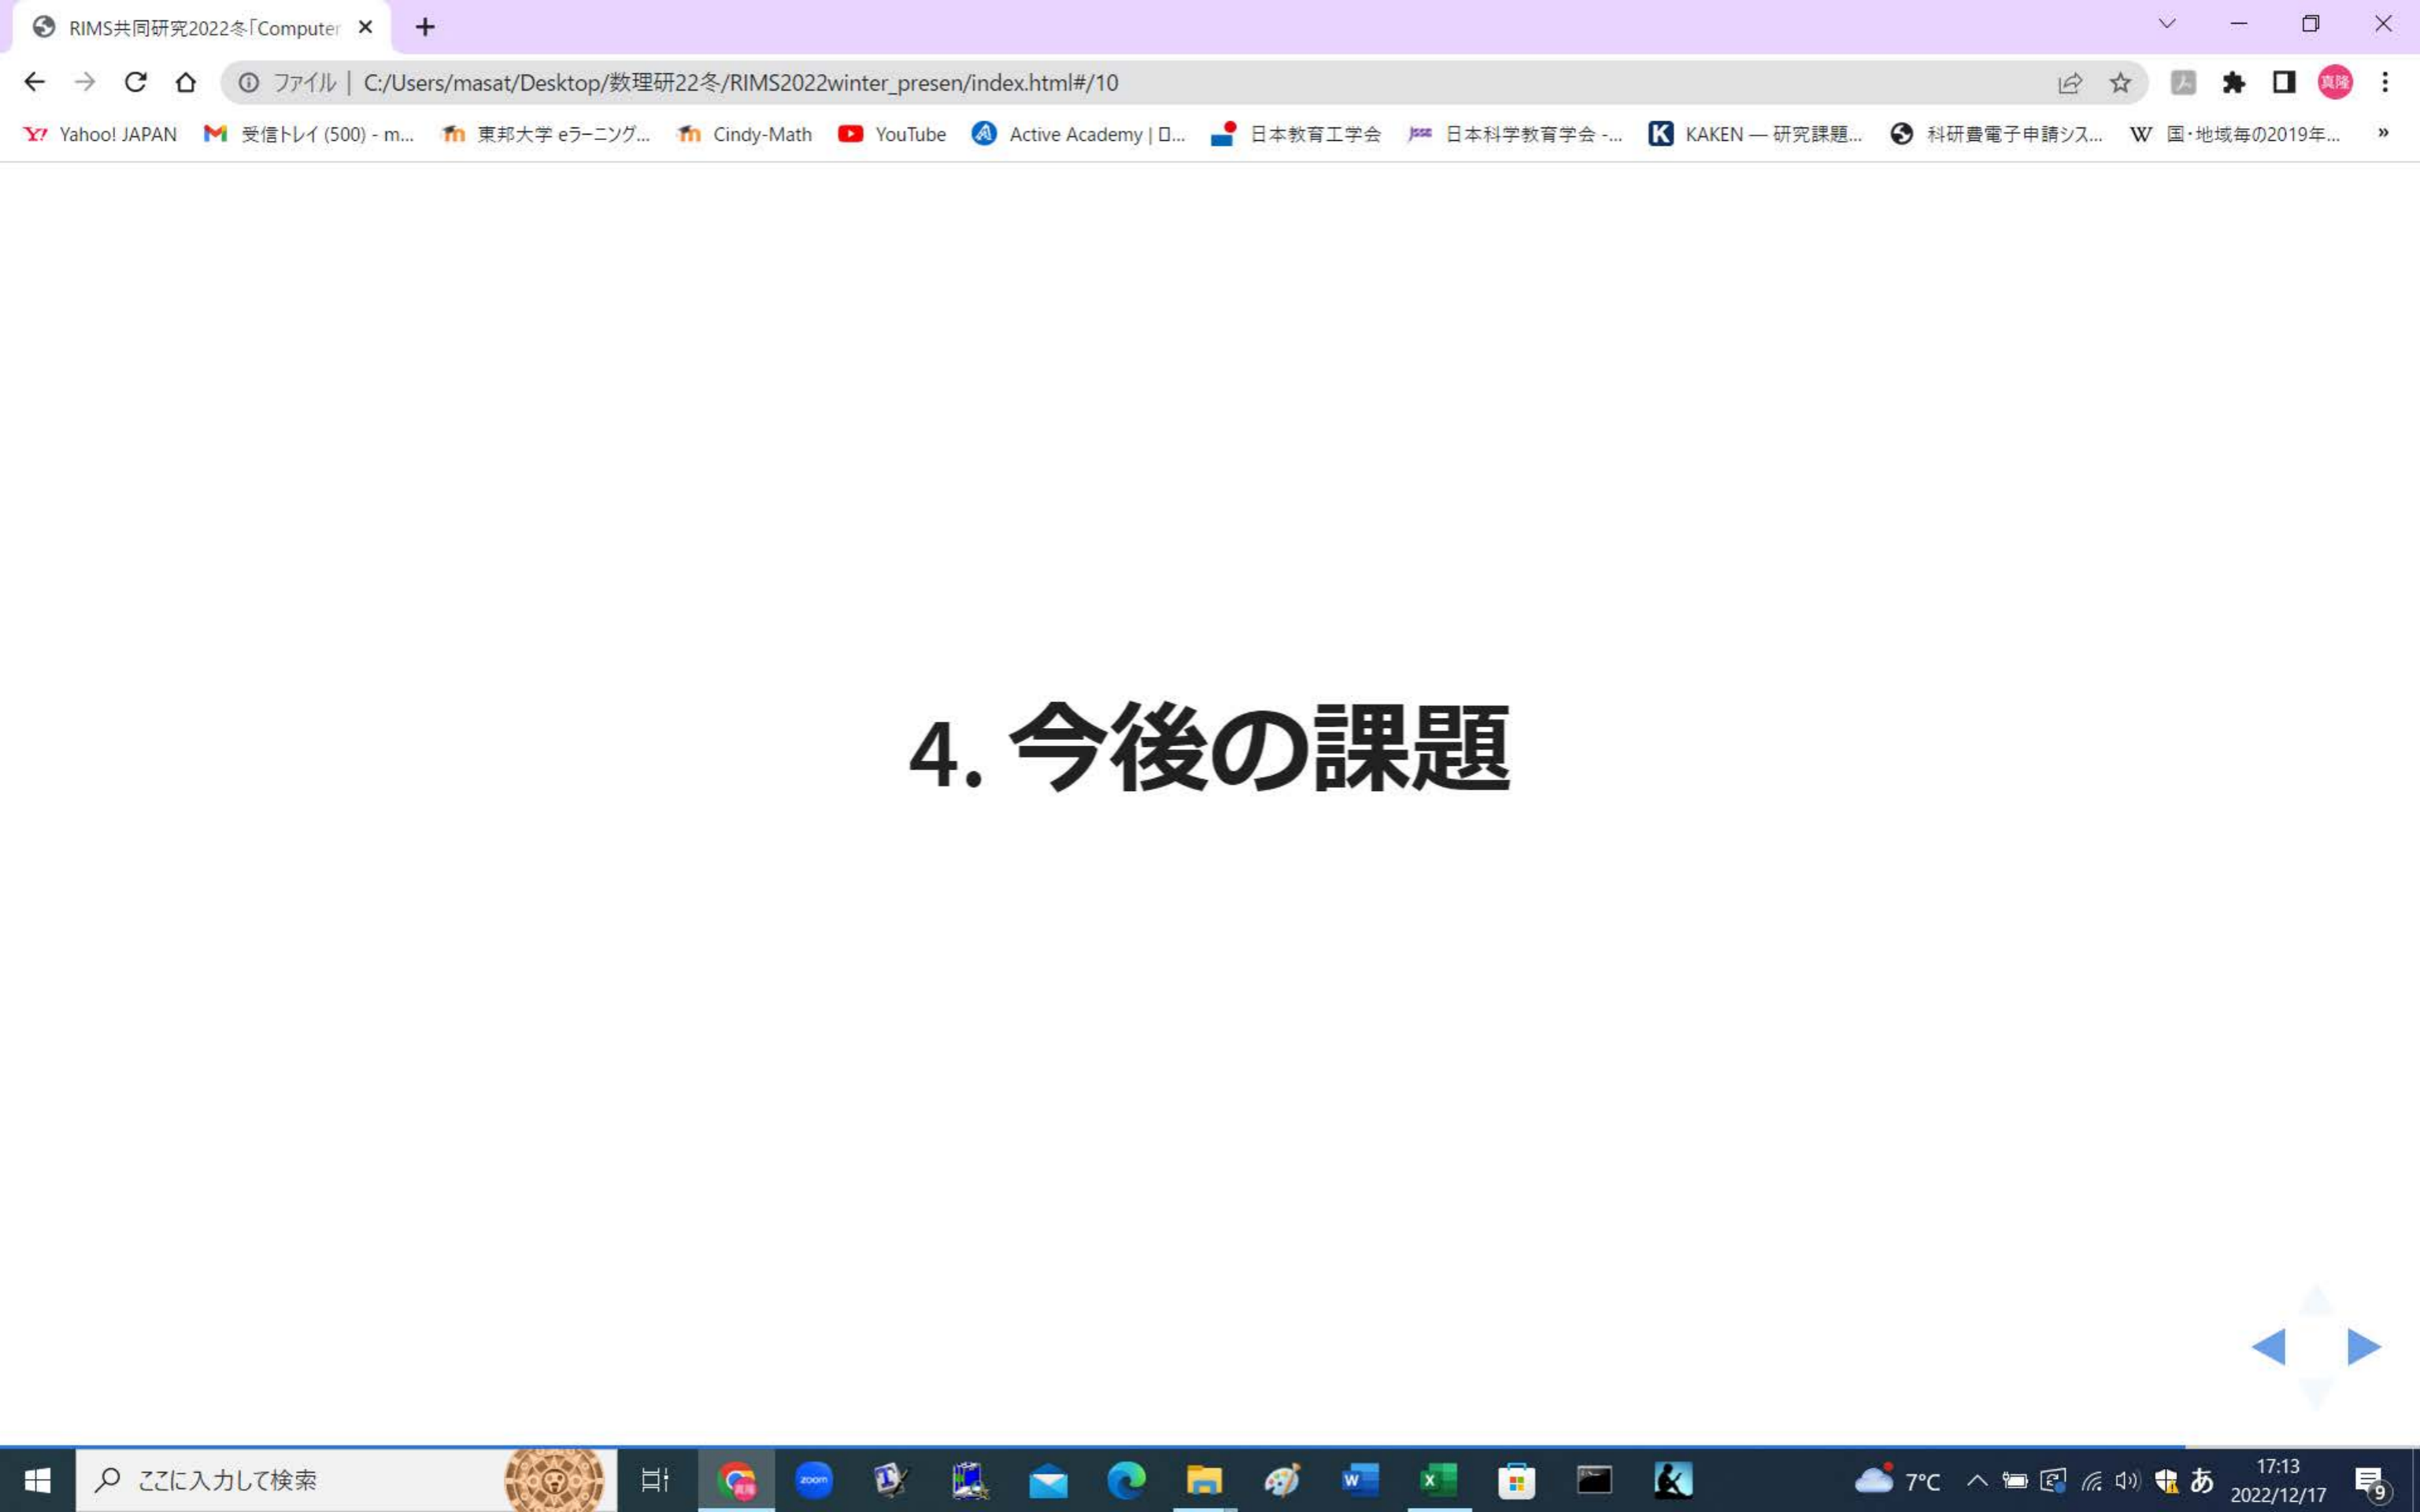 RIMS共同研究2022冬「Computer
ファイル | C:/Users/masat/Desktop/数理研22冬/RIMS2022winter_presen/index.html#/10
真隆
Yahoo! JAPAN 受信トレイ (500) - m... 東邦大学 eラーニング... Cindy-Math YouTube Active Academy | ロ... 日本教育工学会 日本科学教育学会 -... KAKEN — 研究課題... 科研費電子申請シス... 国・地域毎の2019年... »
4. 今後の課題
ここに入力して検索
zoom
7°C
あ
17:13
2022/12/17
9